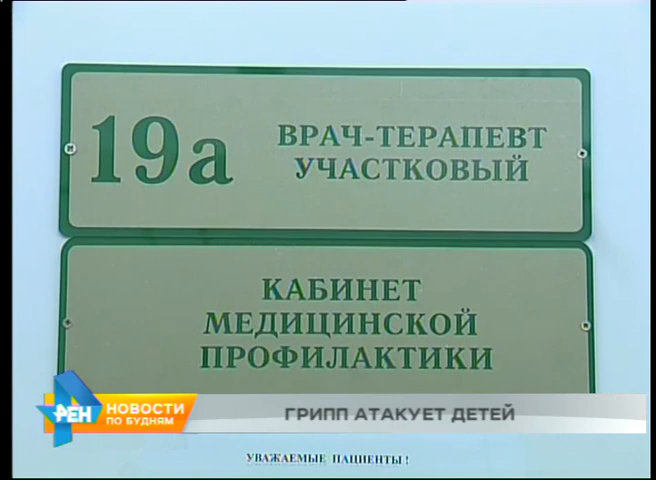 19а
ВРАЧ-ТЕРАПЕВТ
УЧАСТКОВЫЙ
КАБИНЕТ
МЕДИЦИНСКОЙ
ПРОФИЛАКТИКИ
РЕН
НОВОСТИ
ПО БУДНЯМ
ГРИПП АТАКУЕТ ДЕТЕЙ
УВАЖАЕМЫЕ ПАЦИЕНТЫ!